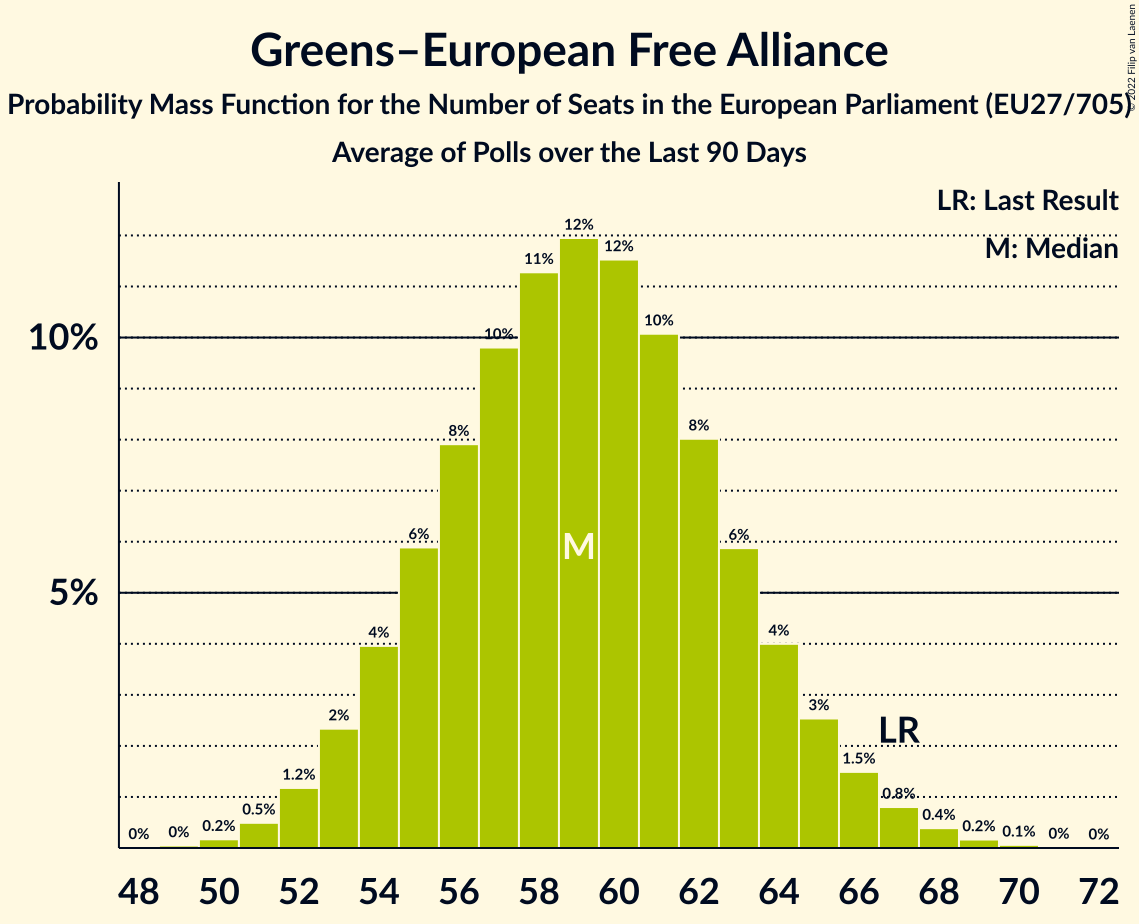 Greens–European Free Alliance
Probability Mass Function for the Number of Seats in the European Parliament (EU27/705)
Average of Polls over the Last 90 Days
© 2022 Filip van Laenen
LR: Last Result
M: Median
10%
5%
0% 0% 0.2% 0.5% 1.2% 2% 4% 6% 8% 10% 11% 12% 12% 10% 8% 6% 4% 3% 1.5% 0.8% 0.4% 0.2% 0.1% 0% 0%
M
LR
48 50 52 54 56 58 60 62 64 66 68 70 72